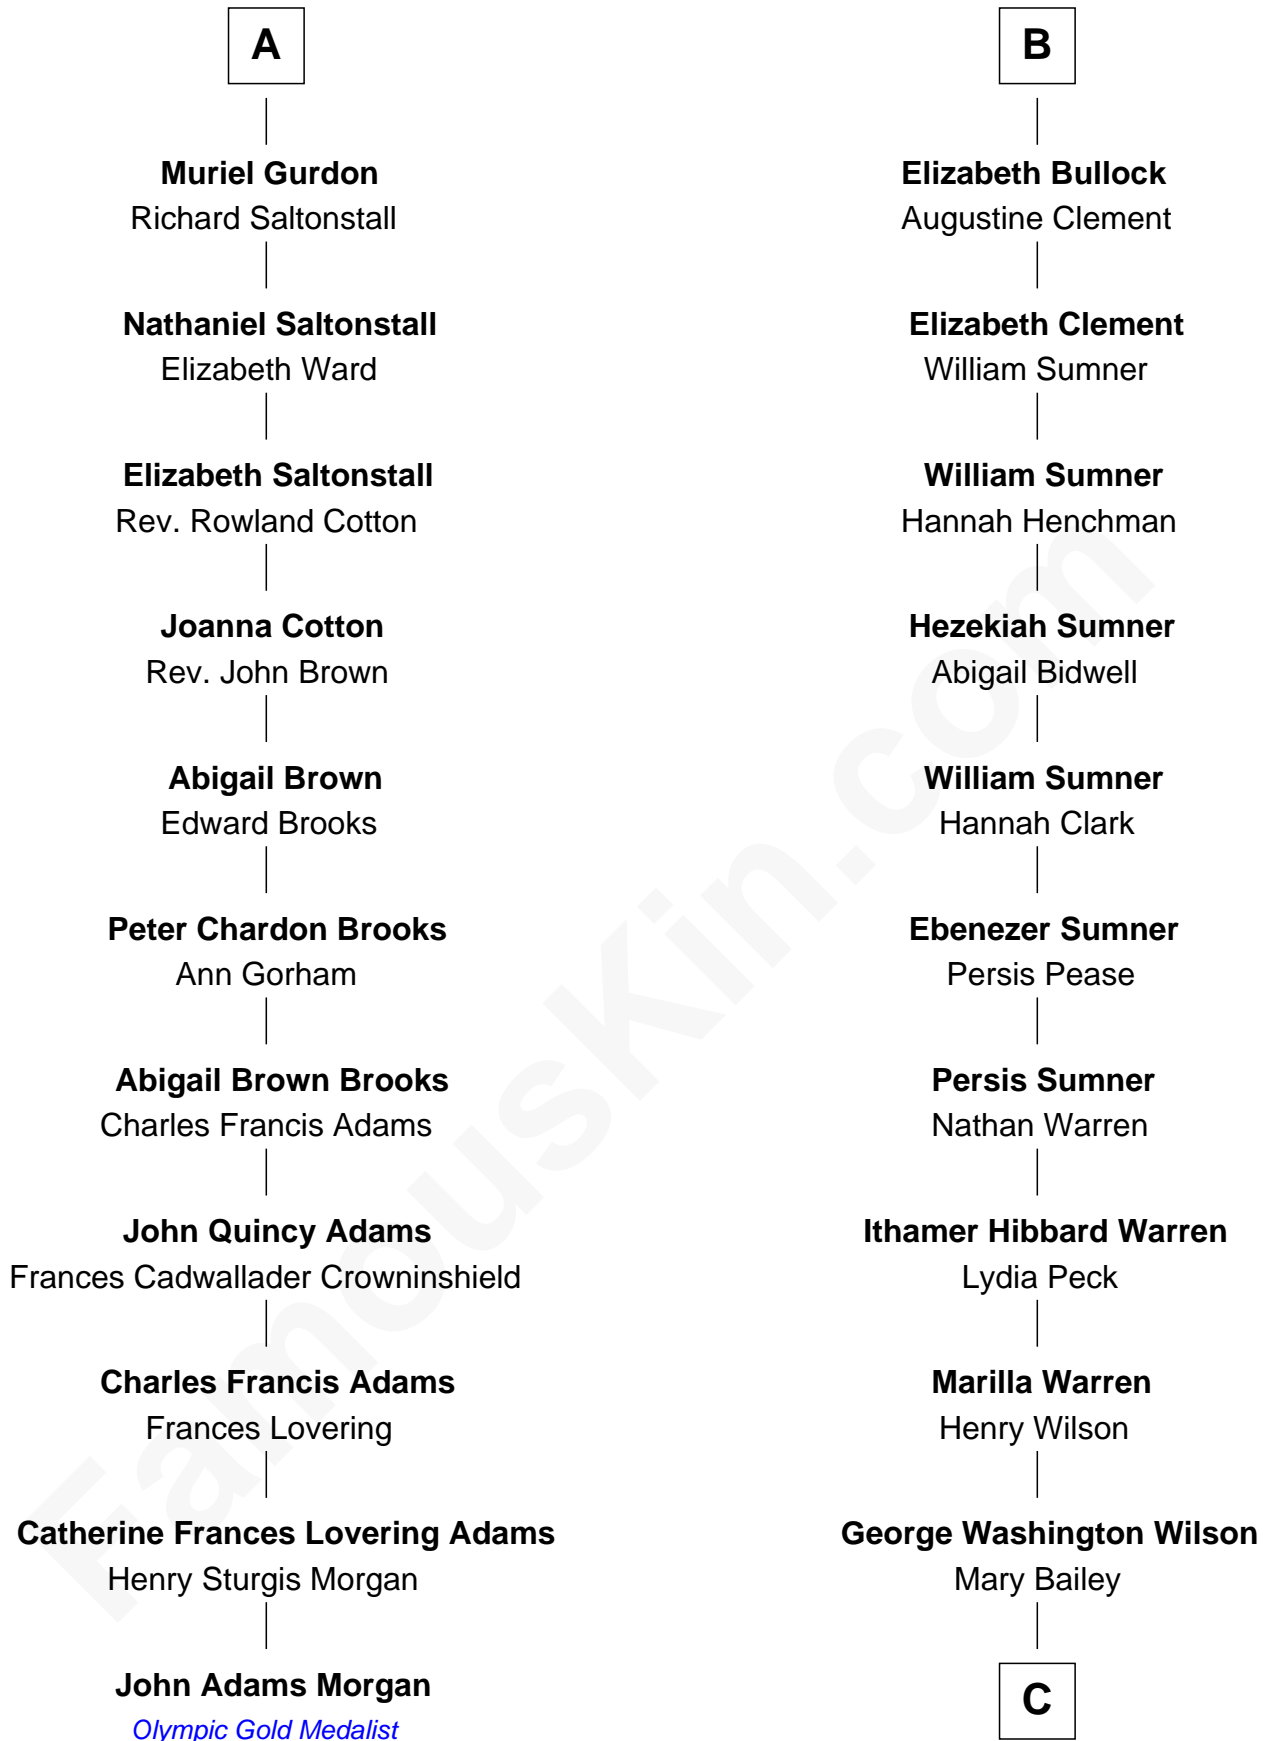 A
Muriel Gurdon
Richard Saltonstall
Nathaniel Saltonstall
Elizabeth Ward
Elizabeth Saltonstall
Rev. Rowland Cotton
Joanna Cotton
Rev. John Brown
Abigail Brown
Edward Brooks
Peter Chardon Brooks
Ann Gorham
Abigail Brown Brooks
Charles Francis Adams
John Quincy Adams
Frances Cadwallader Crowninshield
Charles Francis Adams
Frances Lovering
Catherine Frances Lovering Adams
Henry Sturgis Morgan
John Adams Morgan
Olympic Gold Medalist
B
Elizabeth Bullock
Augustine Clement
Elizabeth Clement
William Sumner
William Sumner
Hannah Henchman
Hezekiah Sumner
Abigail Bidwell
William Sumner
Hannah Clark
Ebenezer Sumner
Persis Pease
Persis Sumner
Nathan Warren
Ithamer Hibbard Warren
Lydia Peck
Marilla Warren
Henry Wilson
George Washington Wilson
Mary Bailey
C
FamousKin.com